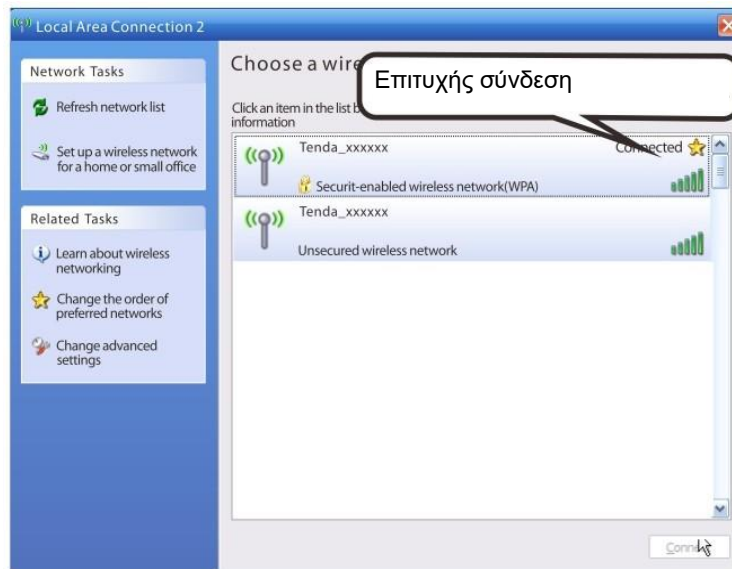 Local Area Connection 2
Network Tasks
Refresh network list
Set up a wireless network
for a home or small office
Related Tasks
Learn about wireless
networking
Change the order of
preferred networks
Change advanced
settings
Choose a wire
Επιτυχής σύνδεση
Click an item in the list
information
Tenda_xxxxxx
Connected
Securit-enabled wireless network(WPA)
Tenda_xxxxxx
Unsecured wireless network